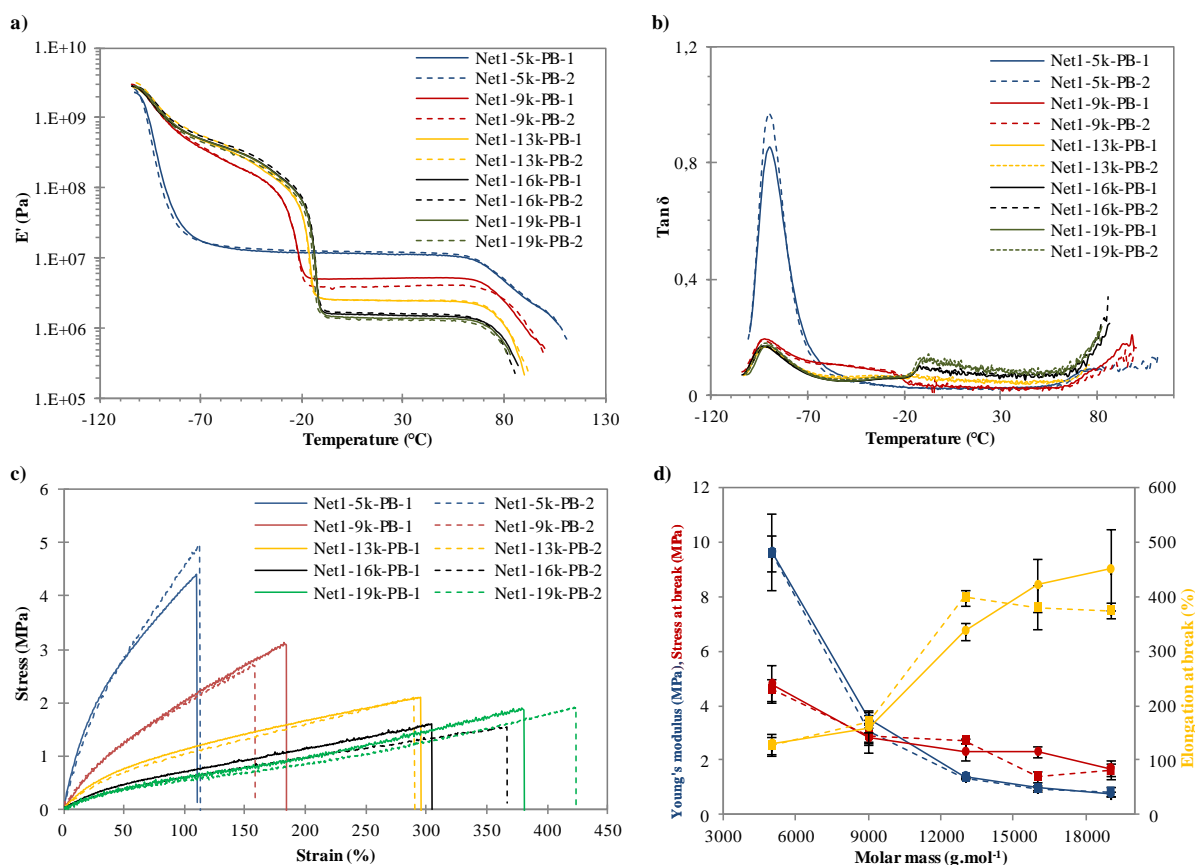 a)
1.E+10
1.E+09
1.E+08
1.E+07
1.E+06
1.E+05
E' (Pa)
-120
-70
-20
30
80
130
Temperature (°C)
Net1-5k-PB-1
Net1-5k-PB-2
Net1-9k-PB-1
Net1-9k-PB-2
Net1-13k-PB-1
Net1-13k-PB-2
Net1-16k-PB-1
Net1-16k-PB-2
Net1-19k-PB-1
Net1-19k-PB-2
b)
1,2
0,8
0,4
0
Tan δ
-120
-70
-20
30
80
Temperature (°C)
Net1-5k-PB-1
Net1-5k-PB-2
Net1-9k-PB-1
Net1-9k-PB-2
Net1-13k-PB-1
Net1-13k-PB-2
Net1-16k-PB-1
Net1-16k-PB-2
Net1-19k-PB-1
Net1-19k-PB-2
c)
6
5
4
3
2
1
0
Stress (MPa)
0
50
100
150
200
250
300
350
400
450
Strain (%)
Net1-5k-PB-1
Net1-5k-PB-2
Net1-9k-PB-1
Net1-9k-PB-2
Net1-13k-PB-1
Net1-13k-PB-2
Net1-16k-PB-1
Net1-16k-PB-2
Net1-19k-PB-1
Net1-19k-PB-2
d)
12
10
8
6
4
2
0
Young's modulus (MPa), Stress at break (MPa)
600
500
400
300
200
100
0
Elongation at break (%)
3000
6000
9000
12000
15000
18000
Molar mass (g.mol⁻¹)